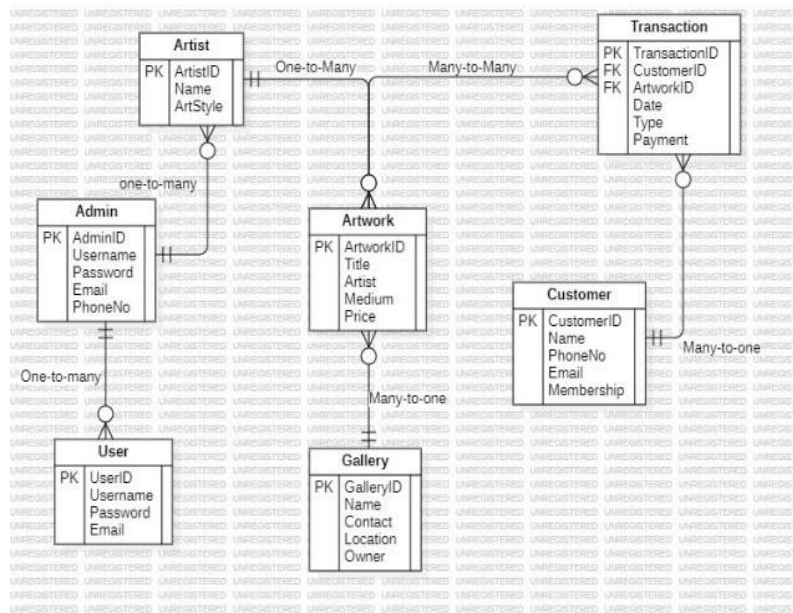 Transaction
PK TransactionID
FK CustomerID
FK ArtworkID
Date
Type
Payment
Artist
PK ArtistID
Name
ArtStyle
One-to-Many
Many-to-Many
one-to-many
Admin
PK AdminID
Username
Password
Email
PhoneNo
Artwork
PK ArtworkID
Title
Artist
Medium
Price
Customer
PK CustomerID
Name
PhoneNo
Email
Membership
Many-to-one
One-to-many
Many-to-one
User
PK UserID
Username
Password
Email
Gallery
PK GalleryID
Name
Contact
Location
Owner
UNREGISTERED